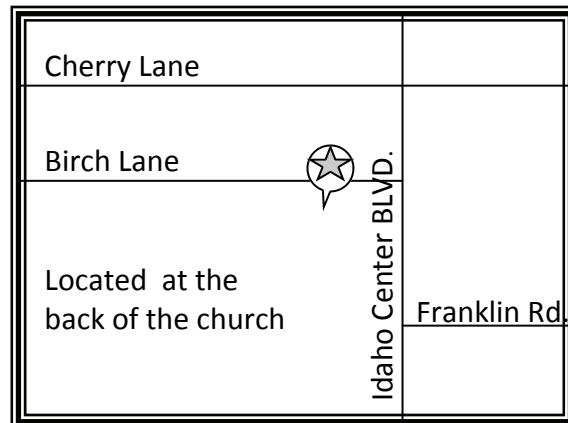 Cherry Lane
Birch Lane
Idaho Center BLVD.
Located  at the
back of the church
Franklin Rd.